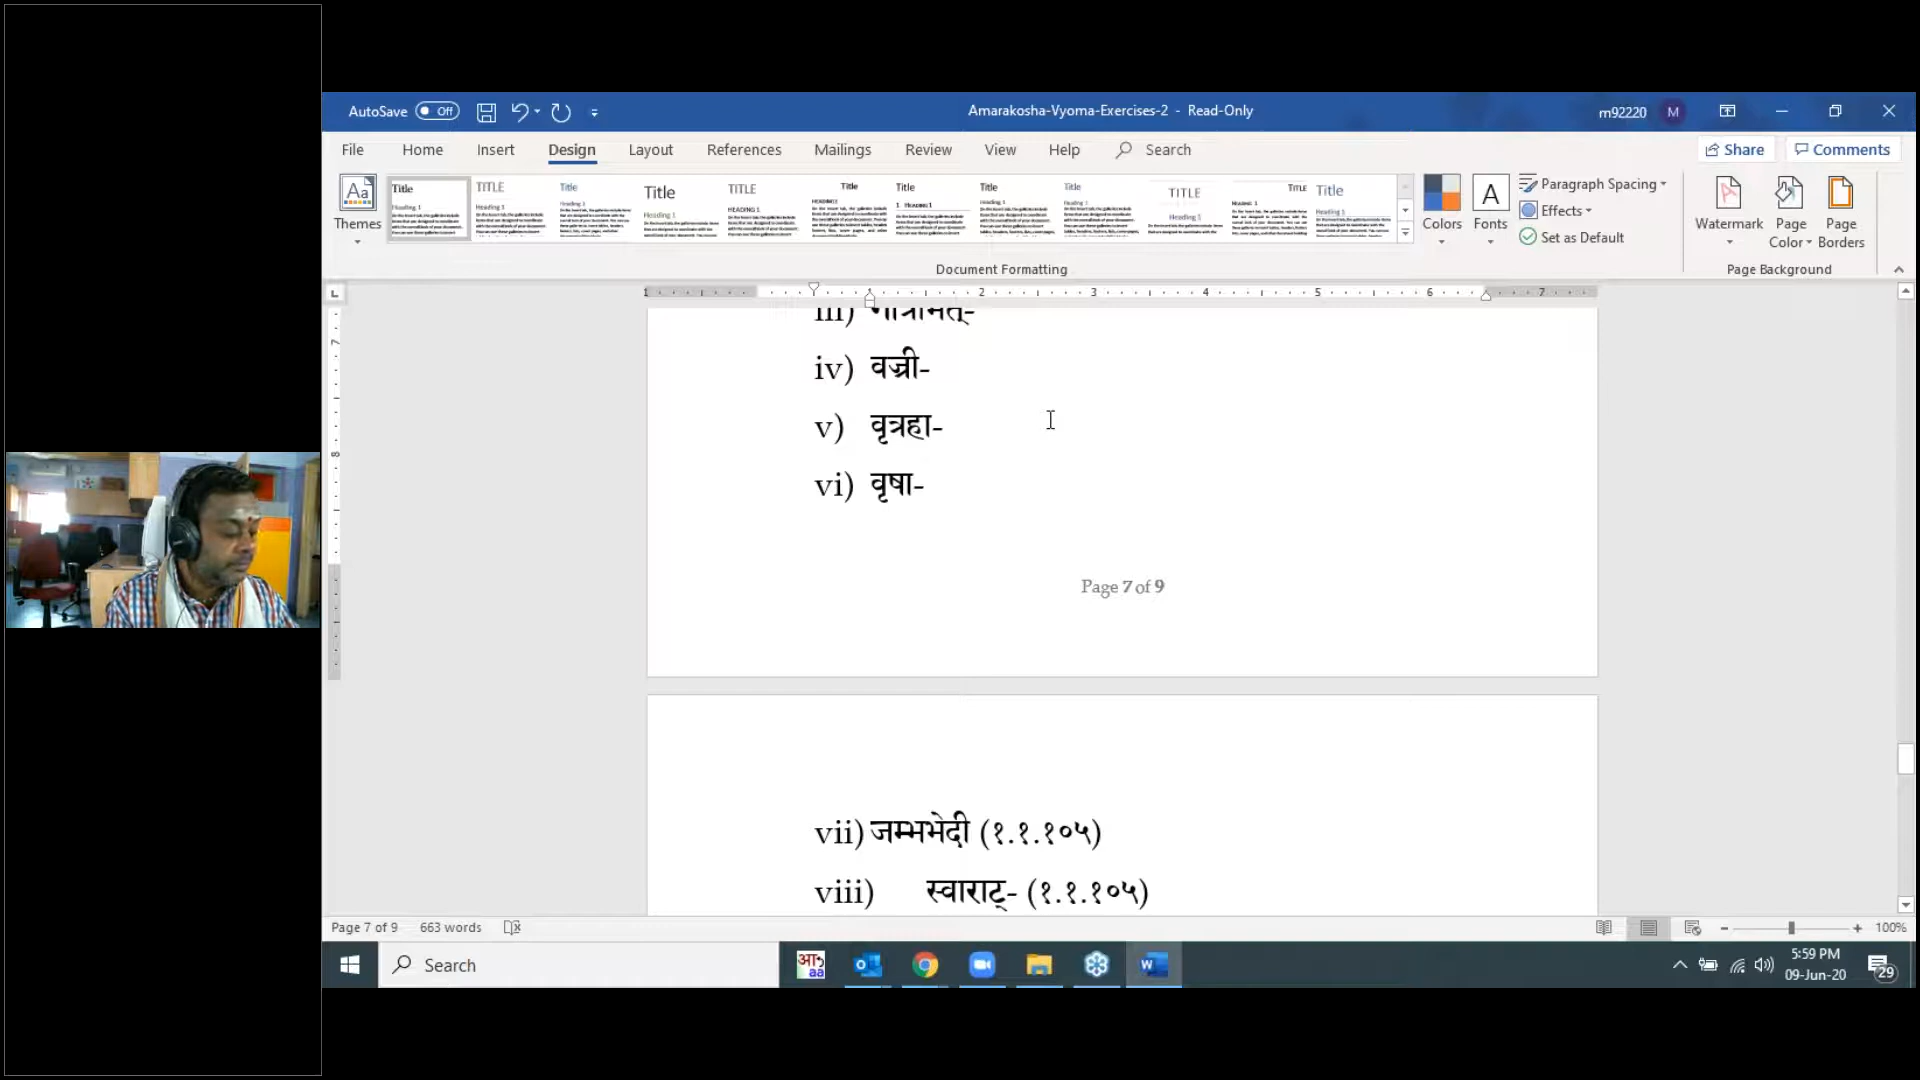 AutoSave Off
Amarakosha-Vyoma-Exercises-2 - Read-Only
m92220 M
File Home Insert Design Layout References Mailings Review View Help Search
Share Comments
Themes
Colors Fonts
Paragraph Spacing
Effects
Set as Default
Watermark Page Color Page Borders
Document Formatting
Page Background
iv) वज्री-
v) वृत्रहा-
vi) वृषा-
Page 7 of 9
vii) जम्भभेदी (१.१.१०५)
viii) स्वाराट्- (१.१.१०५)
Page 7 of 9 663 words
100%
Search
5:59 PM
09-Jun-20
29